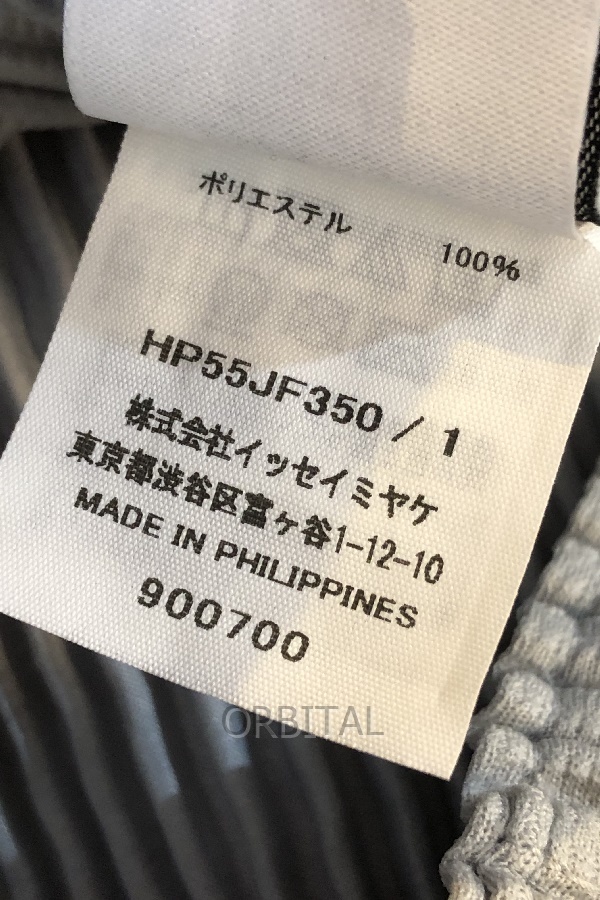 ポリエステル 100%
HP55JF350 / 1
株式会社イッセイミヤケ
東京都渋谷区富ヶ谷1-12-10
MADE IN PHILIPPINES
900700
ORBITAL